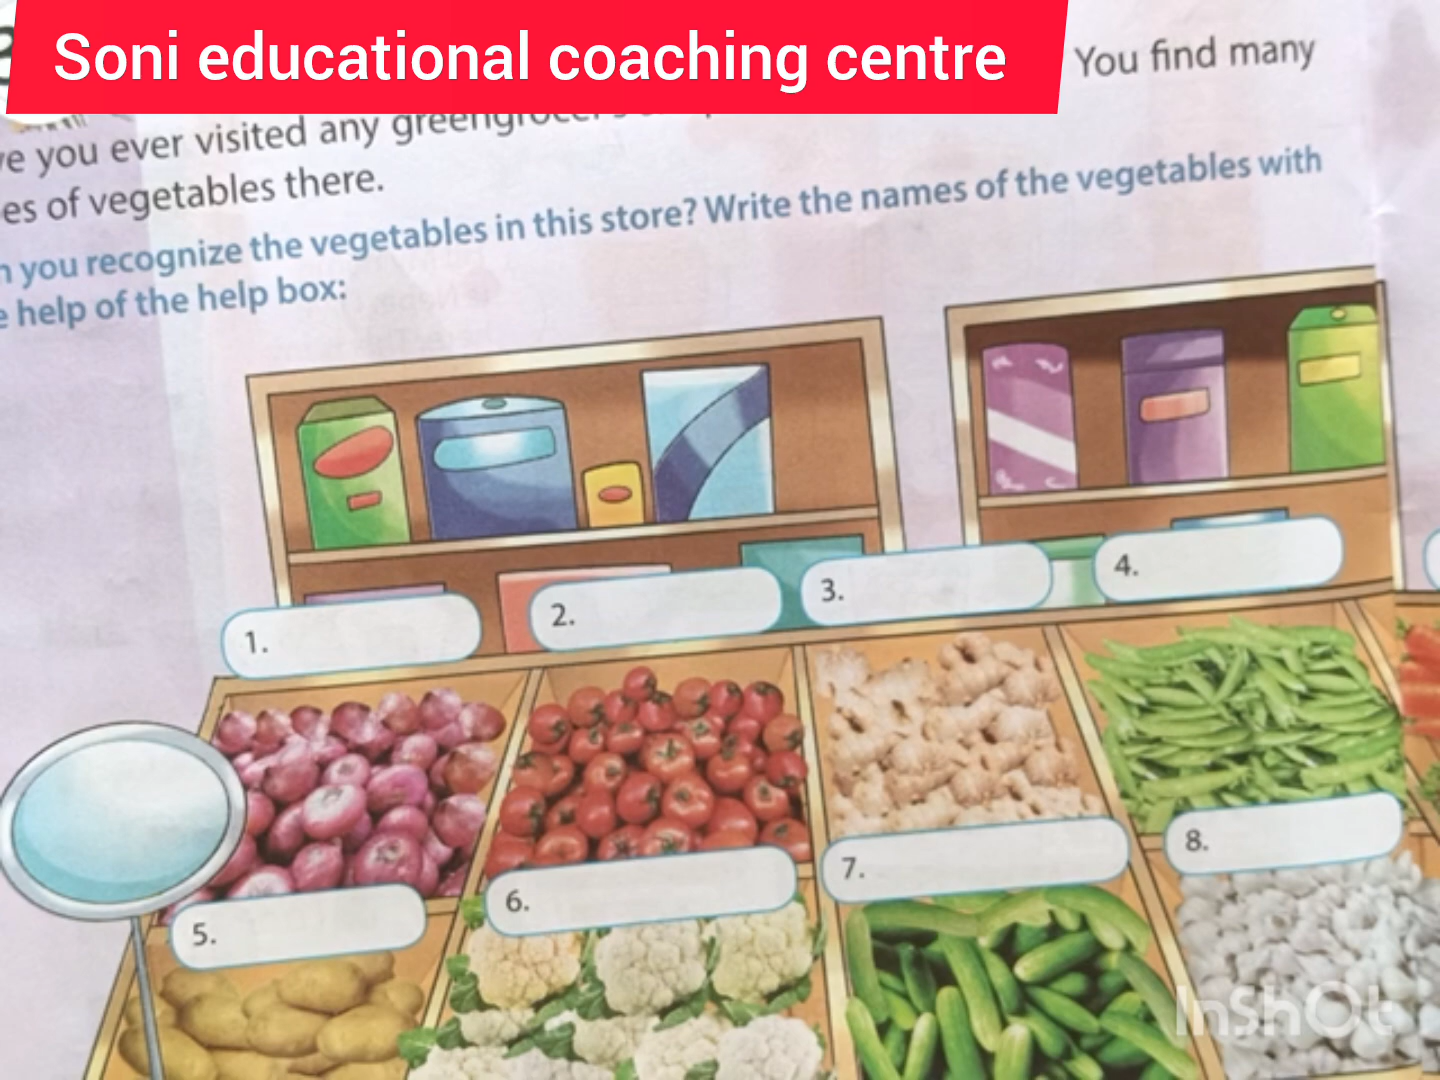 Soni educational coaching centre
You find many
you ever visited any
of vegetables there.
you recognize the vegetables in this store? Write the names of the vegetables with
help of the help box:
1.
2.
3.
4.
5.
6.
7.
8.
InShOt